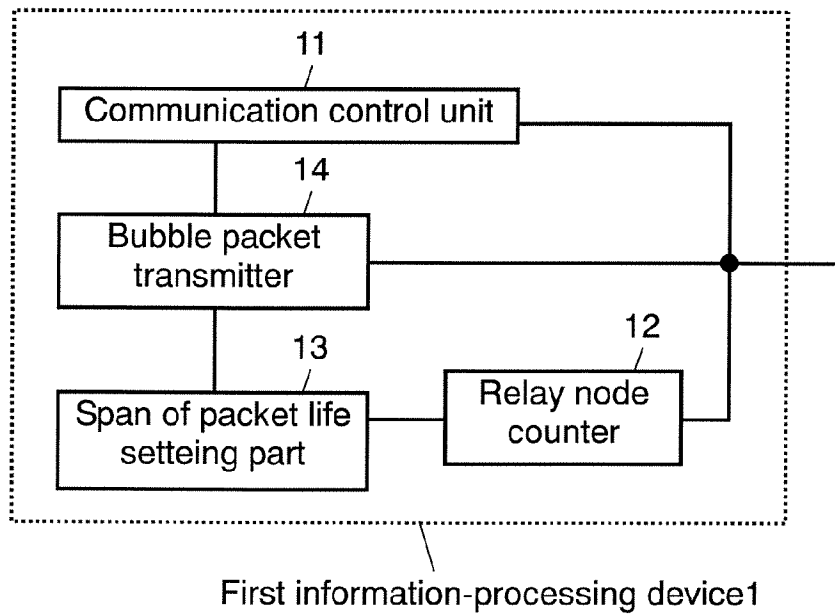 11
Communication control unit
14
Bubble packet
transmitter
13
Span of packet life
setteing part
12
Relay node
counter
First information-processing device1